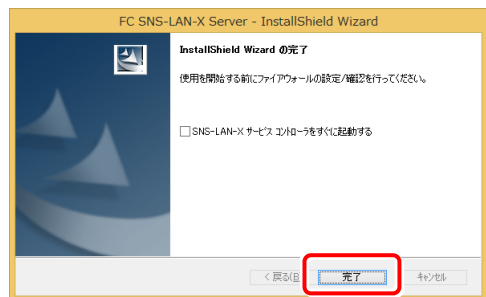 FC SNS-LAN-X Server - InstallShield Wizard
InstallShield Wizard の完了
使用を開始する前にファイアウォールの設定/確認を行ってください。
SNS-LAN-X サービス コントローラをすぐに起動する
< 戻る(B
完了
キャンセル